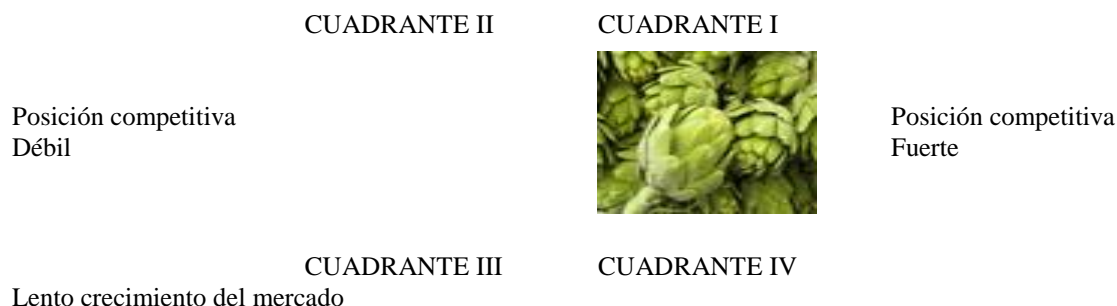 CUADRANTE II CUADRANTE I
Posición competitiva Posición competitiva
Débil Fuerte
CUADRANTE III CUADRANTE IV
Lento crecimiento del mercado